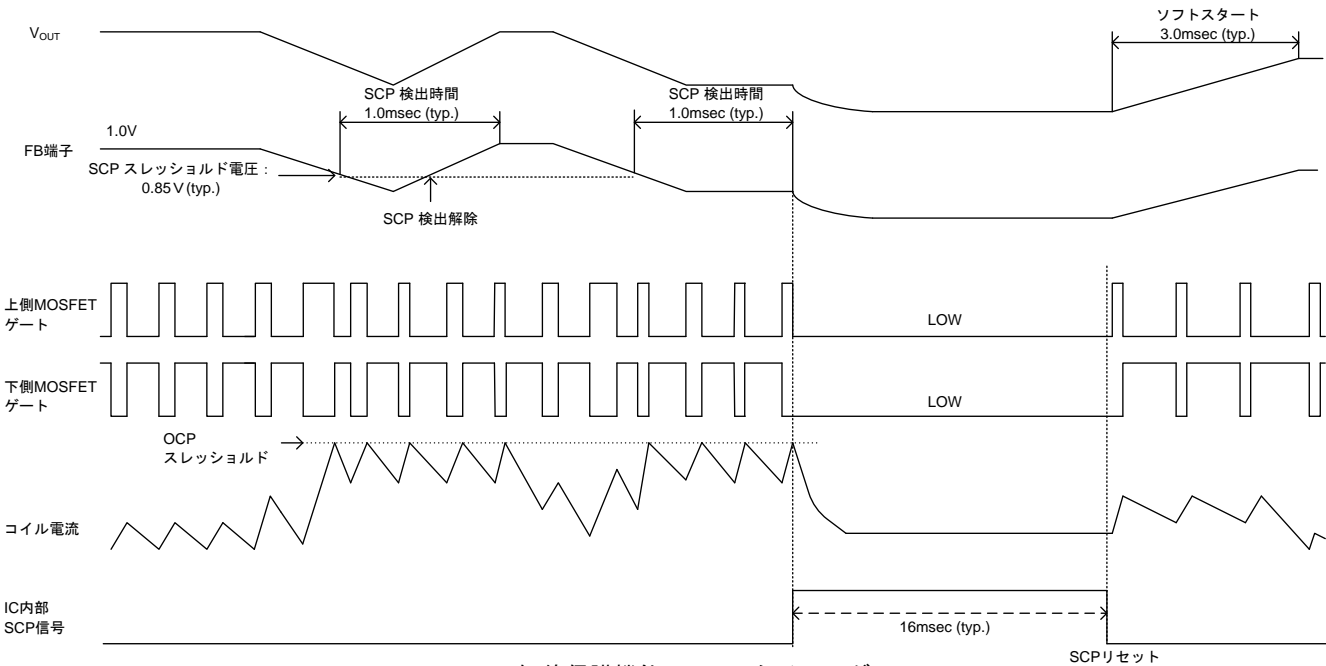 ソフトスタート
3.0msec (typ.)
VOUT
SCP 検出時間
1.0msec (typ.)
SCP 検出時間
1.0msec (typ.)
1.0V
FB端子
SCP スレッショルド電圧：
0.85V (typ.)
SCP 検出解除
上側MOSFET
ゲート
LOW
下側MOSFET
ゲート
LOW
OCP
スレッショルド
コイル電流
IC内部
SCP信号
16msec (typ.)
SCPリセット